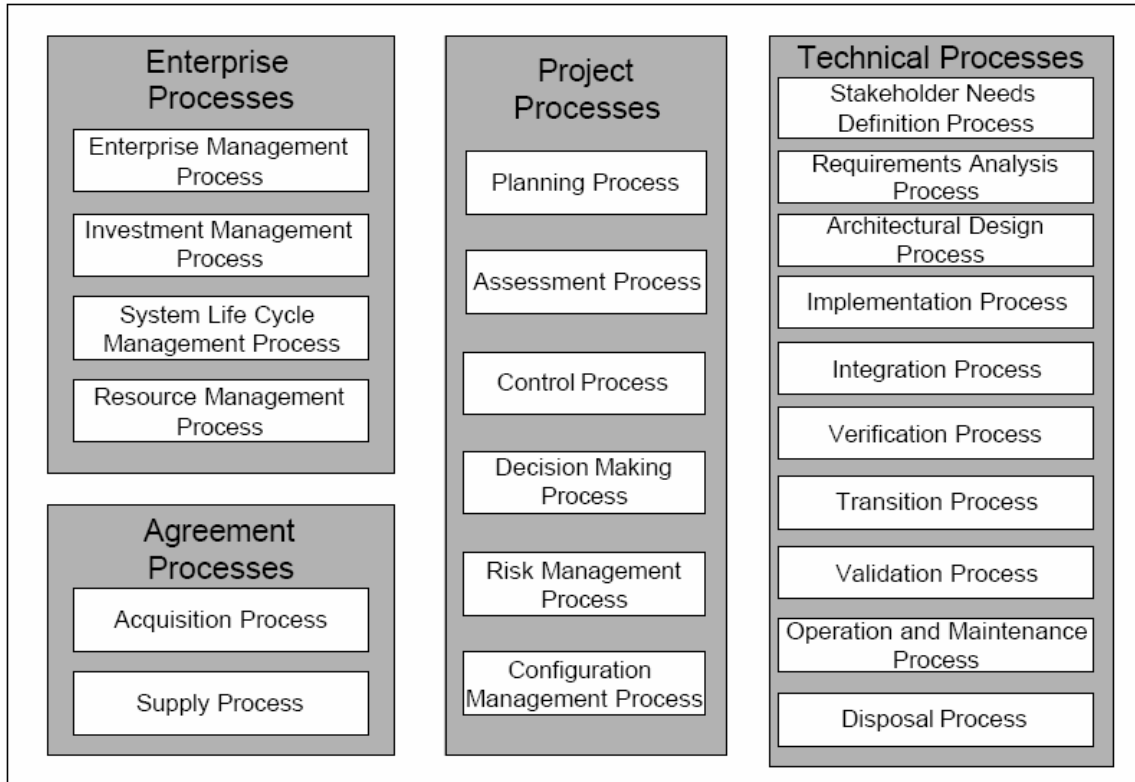 Enterprise
Processes
Enterprise Management
Process
Investment Management
Process
System Life Cycle
Management Process
Resource Management
Process
Agreement
Processes
Acquisition Process
Supply Process
Project
Processes
Planning Process
Assessment Process
Control Process
Decision Making
Process
Risk Management
Process
Configuration
Management Process
Technical Processes
Stakeholder Needs
Definition Process
Requirements Analysis
Process
Architectural Design
Process
Implementation Process
Integration Process
Verification Process
Transition Process
Validation Process
Operation and Maintenance
Process
Disposal Process